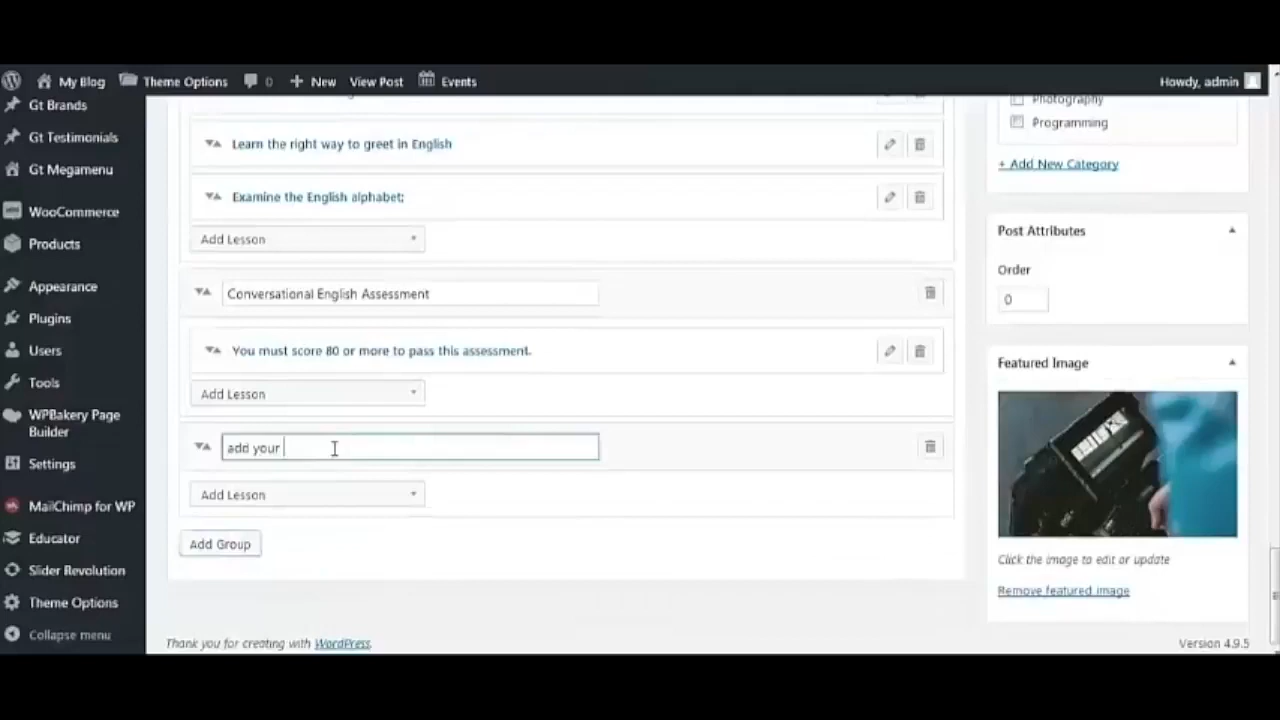 My Blog Theme Options 0 New View Post Events Howdy, admin
Gt Brands
Gt Testimonials
Gt Megamenu
WooCommerce
Products
Appearance
Plugins
Users
Tools
WPBakery Page
Builder
Settings
MailChimp for WP
Educator
Slider Revolution
Theme Options
Collapse menu
Learn the right way to greet in English
Examine the English alphabet;
Add Lesson
Conversational English Assessment
You must score 80 or more to pass this assessment.
Add Lesson
add your
Add Lesson
Add Group
Photography
Programming
+ Add New Category
Post Attributes
Order
0
Featured Image
Click the image to edit or update
Remove featured image
Thank you for creating with WordPress.
Version 4.9.5